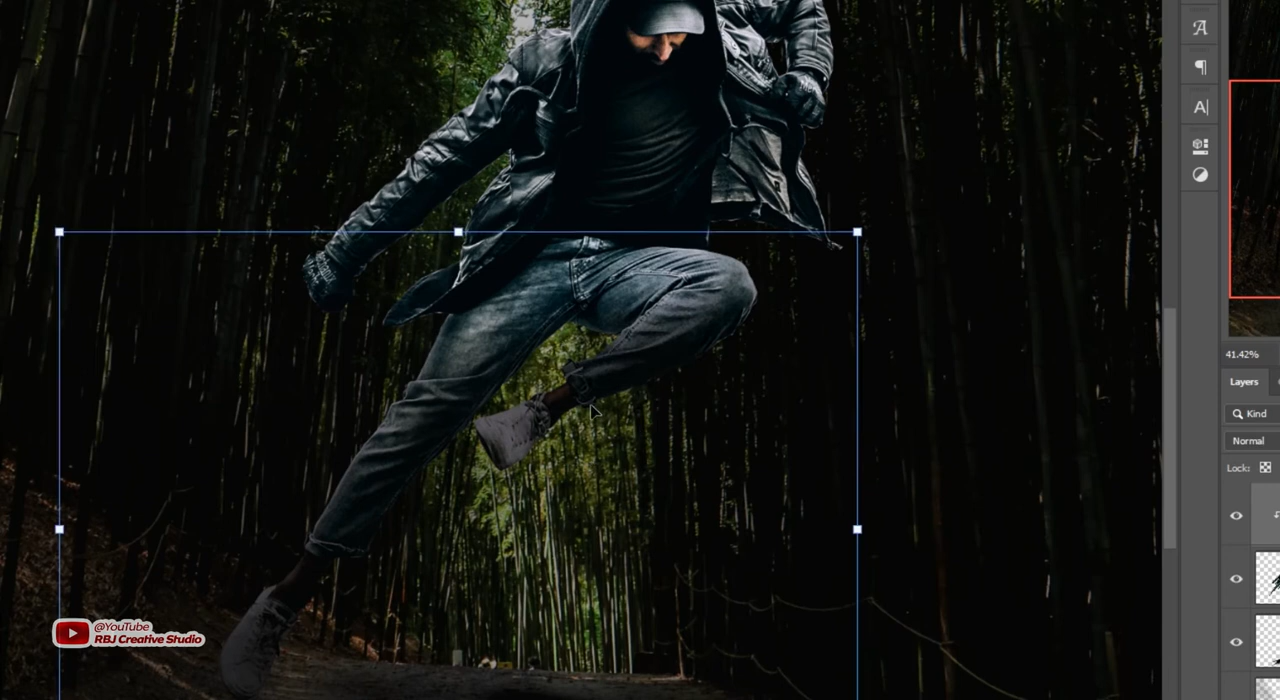 A
¶
A|
41.42%
Layers
Kind
Normal
Lock:
@YouTube
RBJ Creative Studio